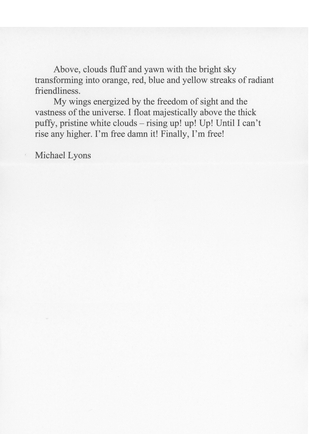 Above, clouds fluff and yawn with the bright sky
transforming into orange, red, blue and yellow streaks of radiant
friendliness.
My wings energized by the freedom of sight and the
vastness of the universe. I float majestically above the thick
puffy, pristine white clouds – rising up! up! Up! Until I can't
rise any higher. I'm free damn it! Finally, I'm free!
Michael Lyons